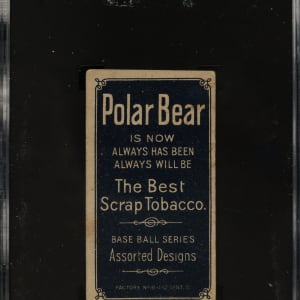 Polar Bear
IS NOW
ALWAYS HAS BEEN
ALWAYS WILL BE
The Best
Scrap Tobacco.
BASE BALL SERIES
Assorted Designs
FACTORY